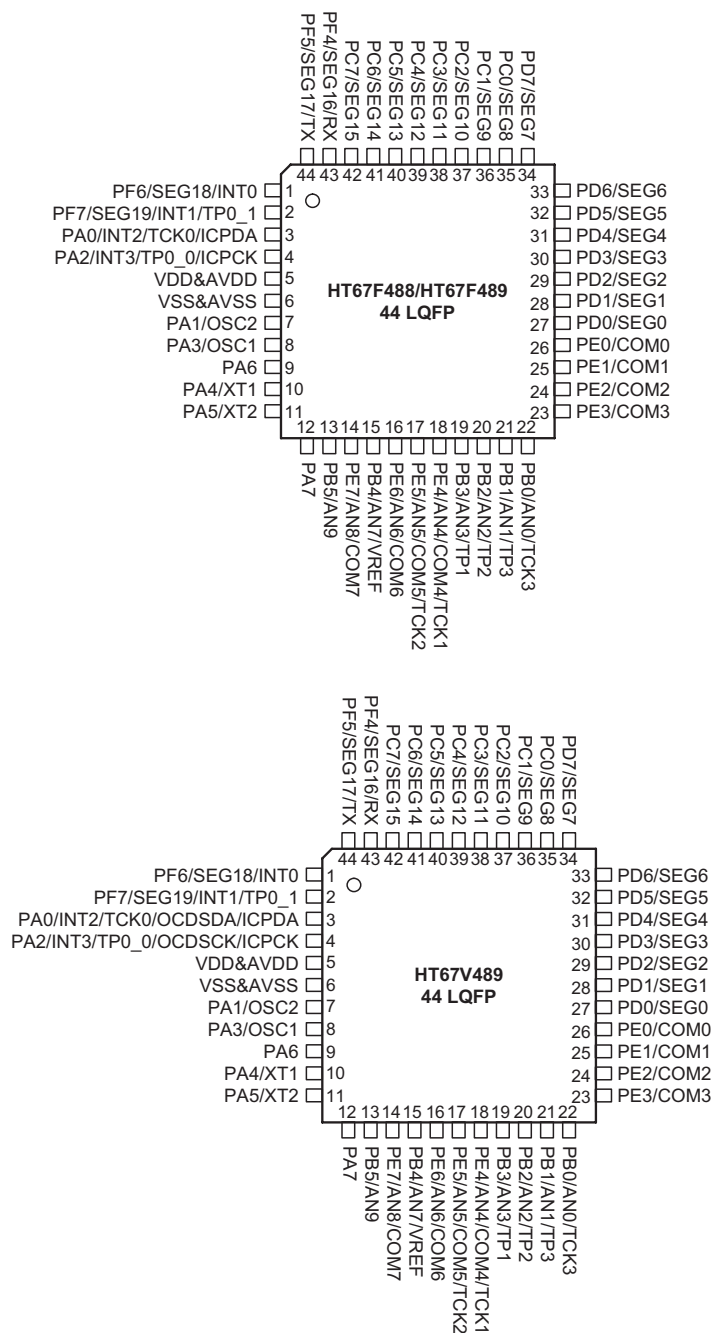 PF5/SEG17/TX
PF4/SEG16/RX
PC7/SEG15
PC6/SEG14
PC5/SEG13
PC4/SEG12
PC3/SEG11
PC2/SEG10
PC1/SEG9
PC0/SEG8
PD7/SEG7
44 43 42 41 40 39 38 37 36 35 34
PF6/SEG18/INT0 1
PF7/SEG19/INT1/TP0_1 2
PA0/INT2/TCK0/ICPDA 3
PA2/INT3/TP0_0/ICPCK 4
VDD&AVDD 5
VSS&AVSS 6
PA1/OSC2 7
PA3/OSC1 8
PA6 9
PA4/XT1 10
PA5/XT2 11
HT67F488/HT67F489
44 LQFP
33 PD6/SEG6
32 PD5/SEG5
31 PD4/SEG4
30 PD3/SEG3
29 PD2/SEG2
28 PD1/SEG1
27 PD0/SEG0
26 PE0/COM0
25 PE1/COM1
24 PE2/COM2
23 PE3/COM3
12 13 14 15 16 17 18 19 20 21 22
PA7
PB5/AN9
PE7/AN8/COM7
PB4/AN7/VREF
PE6/AN6/COM6
PE5/AN5/COM5/TCK2
PE4/AN4/COM4/TCK1
PB3/AN3/TP1
PB2/AN2/TP2
PB1/AN1/TP3
PB0/AN0/TCK3
PF5/SEG17/TX
PF4/SEG16/RX
PC7/SEG15
PC6/SEG14
PC5/SEG13
PC4/SEG12
PC3/SEG11
PC2/SEG10
PC1/SEG9
PC0/SEG8
PD7/SEG7
44 43 42 41 40 39 38 37 36 35 34
PF6/SEG18/INT0 1
PF7/SEG19/INT1/TP0_1 2
PA0/INT2/TCK0/OCDSDA/ICPDA 3
PA2/INT3/TP0_0/OCDSCK/ICPCK 4
VDD&AVDD 5
VSS&AVSS 6
PA1/OSC2 7
PA3/OSC1 8
PA6 9
PA4/XT1 10
PA5/XT2 11
HT67V489
44 LQFP
33 PD6/SEG6
32 PD5/SEG5
31 PD4/SEG4
30 PD3/SEG3
29 PD2/SEG2
28 PD1/SEG1
27 PD0/SEG0
26 PE0/COM0
25 PE1/COM1
24 PE2/COM2
23 PE3/COM3
12 13 14 15 16 17 18 19 20 21 22
PA7
PB5/AN9
PE7/AN8/COM7
PB4/AN7/VREF
PE6/AN6/COM6
PE5/AN5/COM5/TCK2
PE4/AN4/COM4/TCK1
PB3/AN3/TP1
PB2/AN2/TP2
PB1/AN1/TP3
PB0/AN0/TCK3